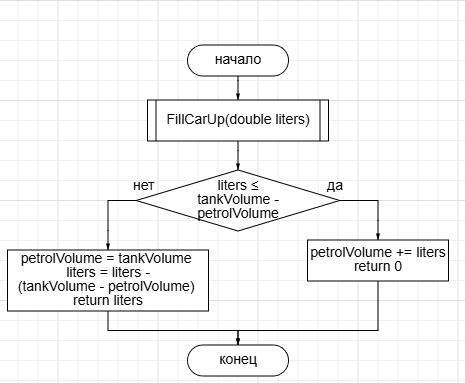 начало
FillCarUp(double liters)
нет
liters ≤
да
tankVolume -
petrolVolume
petrolVolume = tankVolume
liters = liters -
(tankVolume - petrolVolume)
return liters
petrolVolume += liters
return 0
конец